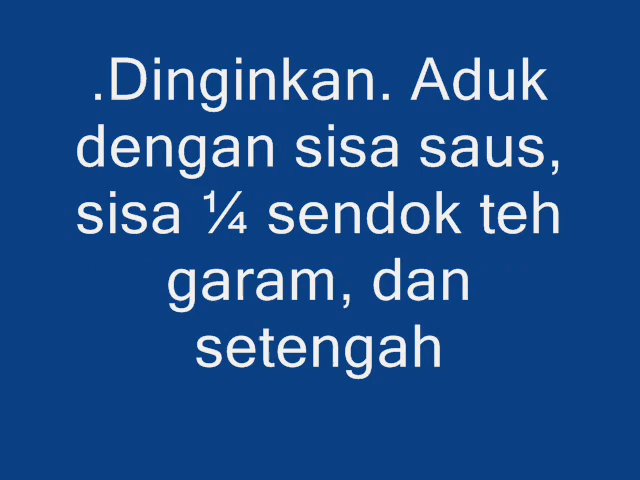 .Dinginkan. Aduk
dengan sisa saus,
sisa ¼ sendok teh
garam, dan
setengah